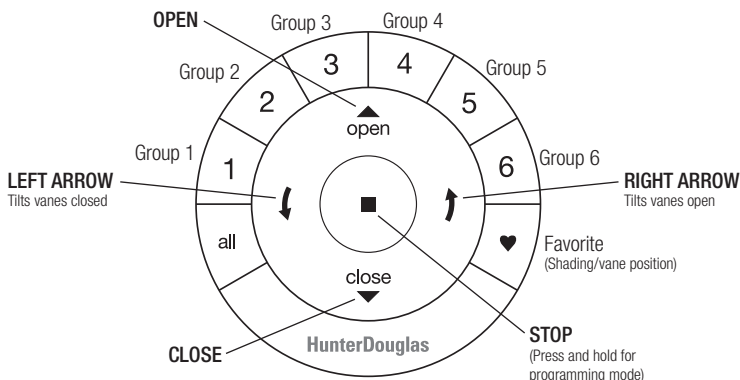 OPEN
Group 3
Group 4
Group 2
Group 5
3
4
2
5
open
Group 1
1
6
Group 6
LEFT ARROW
Tilts vanes closed
RIGHT ARROW
Tilts vanes open
all
Favorite
(Shading/vane position)
close
HunterDouglas
CLOSE
STOP
(Press and hold for
programming mode)